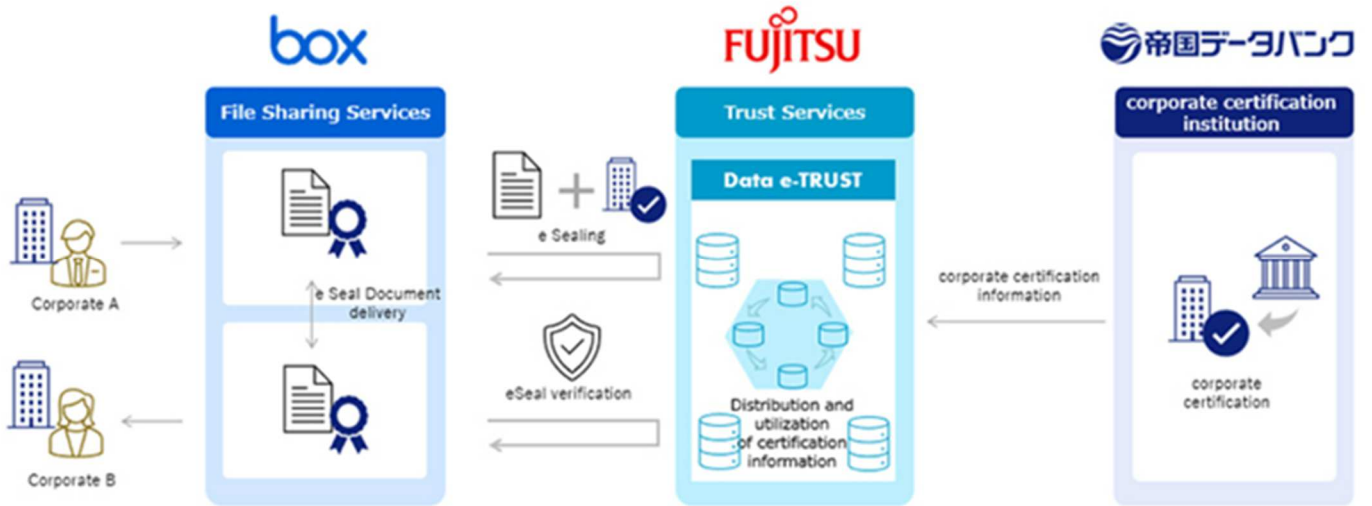 box
FUJITSU
帝国データバンク
File Sharing Services
Trust Services
corporate certification
institution
Data e-TRUST
e Sealing
corporate certification
information
Corporate A
e Seal Document
delivery
eSeal verification
corporate
certification
Distribution and
utilization
of certification
information
Corporate B